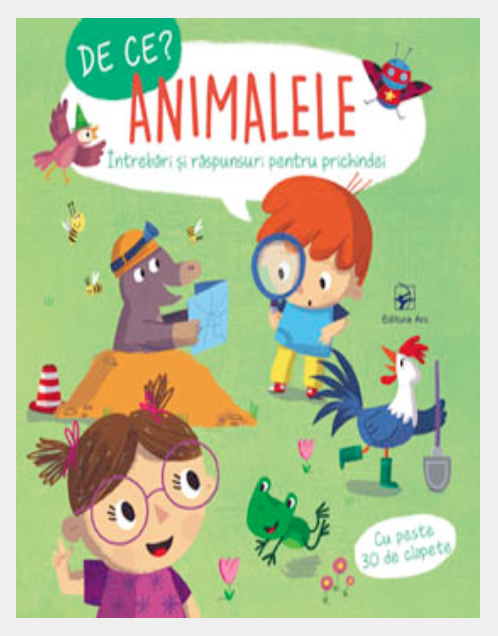 DE CE?
ANIMALELE
Întrebări și răspunsuri pentru prichindei
Editura Arc
Cu peste
30 de clapete